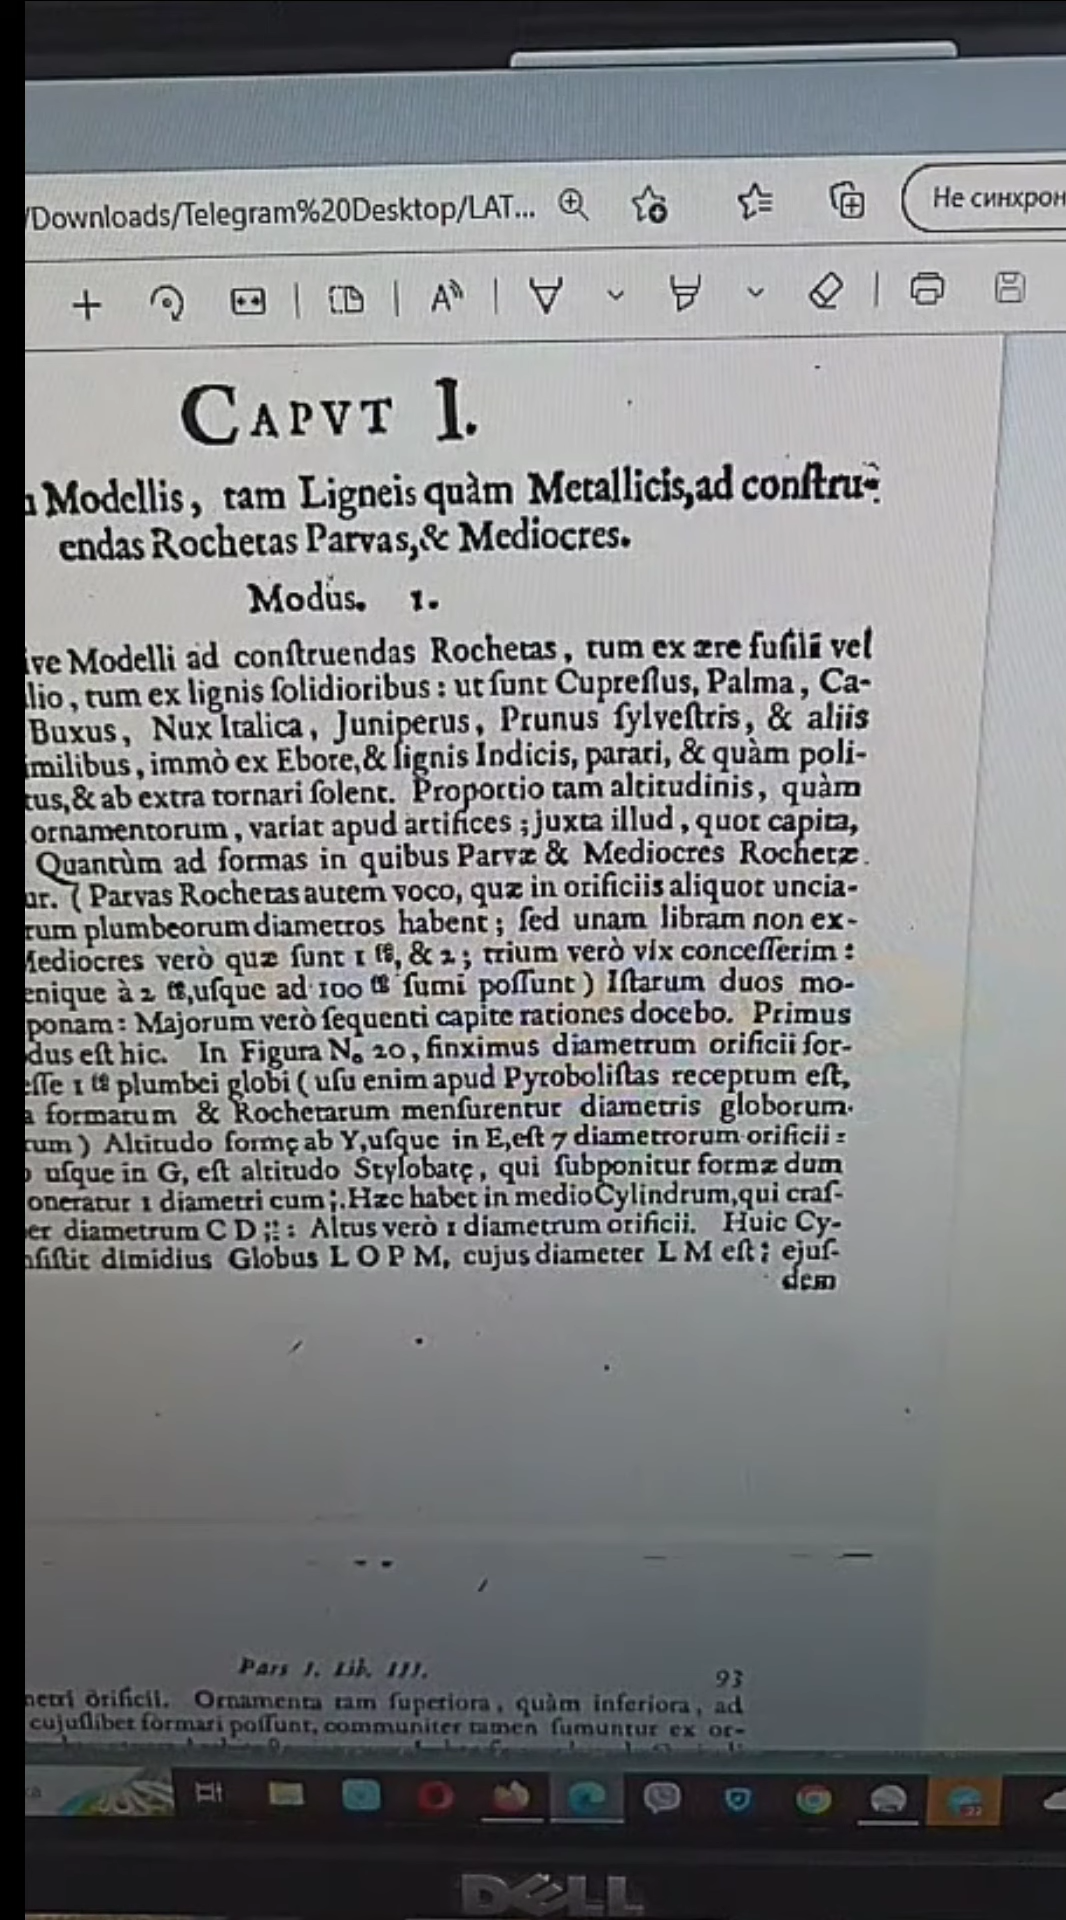 /Downloads/Telegram%20Desktop/LAT...
Не синхрон
CAPVT I.
Modellis, tam Ligneis quàm Metallicis, ad conſtru-
endas Rochetas Parvas, & Mediocres.
Modus. 1.
ive Modelli ad conſtruendas Rochetas, tum ex ære fuſili vel
lio, tum ex lignis ſolidioribus: ut ſunt Cupreſſus, Palma, Ca-
Buxus, Nux Italica, Juniperus, Prunus ſylveſtris, & aliis
imilibus, immò ex Ebore, & lignis Indicis, parari, & quàm poli-
tus, & ab extra tornari ſolent. Proportio tam altitudinis, quàm
ornamentorum, variat apud artifices; juxta illud, quot capita,
Quantùm ad formas in quibus Parvæ & Mediocres Rochetæ
ur. (Parvas Rochetas autem voco, quæ in orificiis aliquot uncia-
rum plumbeorum diametros habent; ſed unam libram non ex-
Mediocres verò quæ ſunt 1 ℔, & 2; trium verò vix conceſſerim:
enique à 2 ℔, uſque ad 100 ℔ ſumi poſſunt) Iſtarum duos mo-
ponam: Majorum verò ſequenti capite rationes docebo. Primus
dus eſt hic. In Figura No 20, finximus diametrum orificii for-
eſſe 1 ℔ plumbei globi (uſu enim apud Pyroboliſtas receptum eſt,
a formarum & Rochetarum menſurentur diametris globorum
rum) Altitudo formę ab Y, uſque in E, eſt 7 diametrorum orificii:
uſque in G, eſt altitudo Stylobatę, qui ſubponitur formæ dum
oneratur 1 diametri cum Hæc habet in medio Cylindrum, qui craſ-
er diametrum C D : Altus verò 1 diametrum orificii. Huic Cy-
nſiſtit dimidius Globus L O P M, cujus diameter L M eſt ejuſ-
dem
Pars I. Lib. III. 93
metri orificii. Ornamenta tam ſuperiora, quàm inferiora, ad
cujuſlibet formari poſſunt, communiter tamen ſumuntur ex or-
DELL